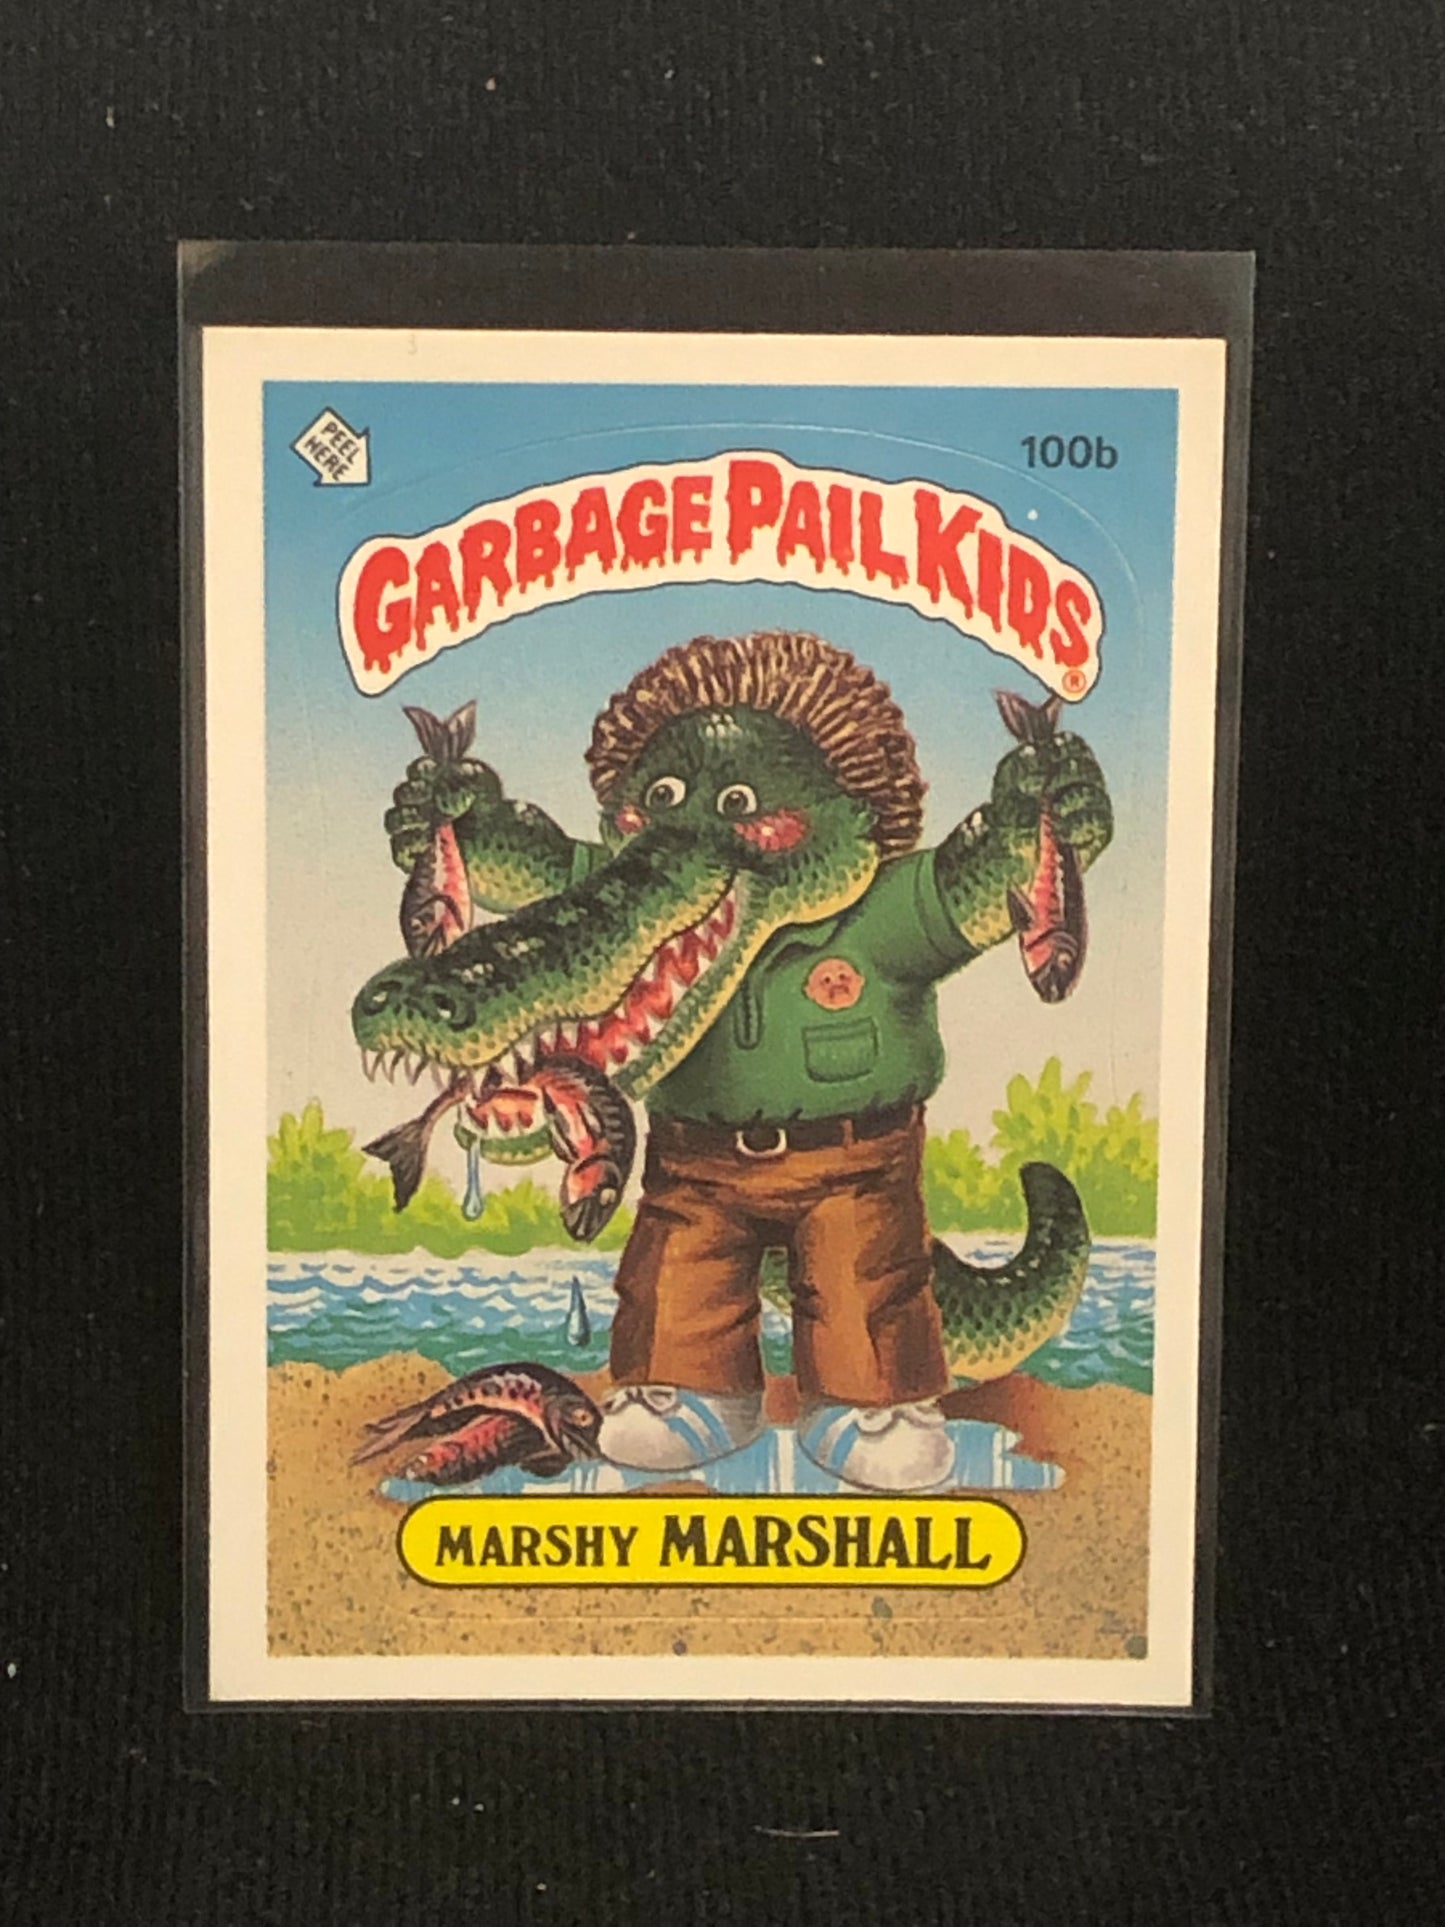 PEEL
HERE
100b
GARBAGE PAIL KIDS
®
MARSHY MARSHALL